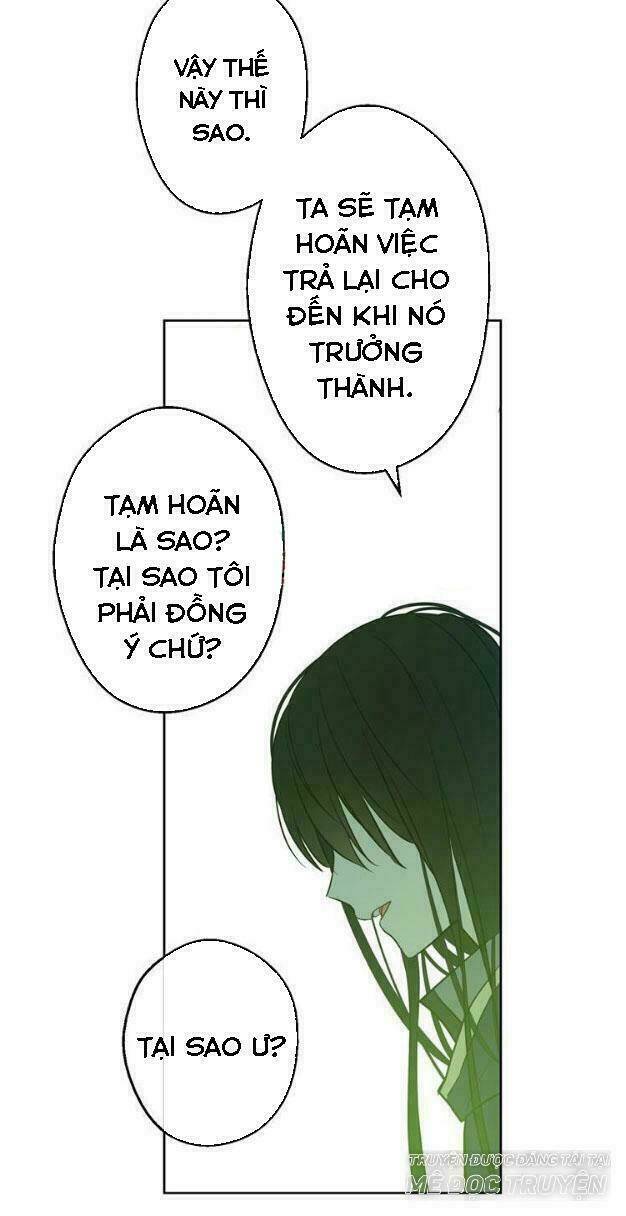 VẬY THẾ
NÀY THÌ
SAO.
TA SẼ TẠM
HOÃN VIỆC
TRẢ LẠI CHO
ĐẾN KHI NÓ
TRƯỞNG
THÀNH.
TẠM HOÃN
LÀ SAO?
TẠI SAO TÔI
PHẢI ĐỒNG
Ý CHỨ?
TẠI SAO Ư?
TRUYỆN ĐƯỢC ĐĂNG TẢI TẠI
MÊ ĐỌC TRUYỆN